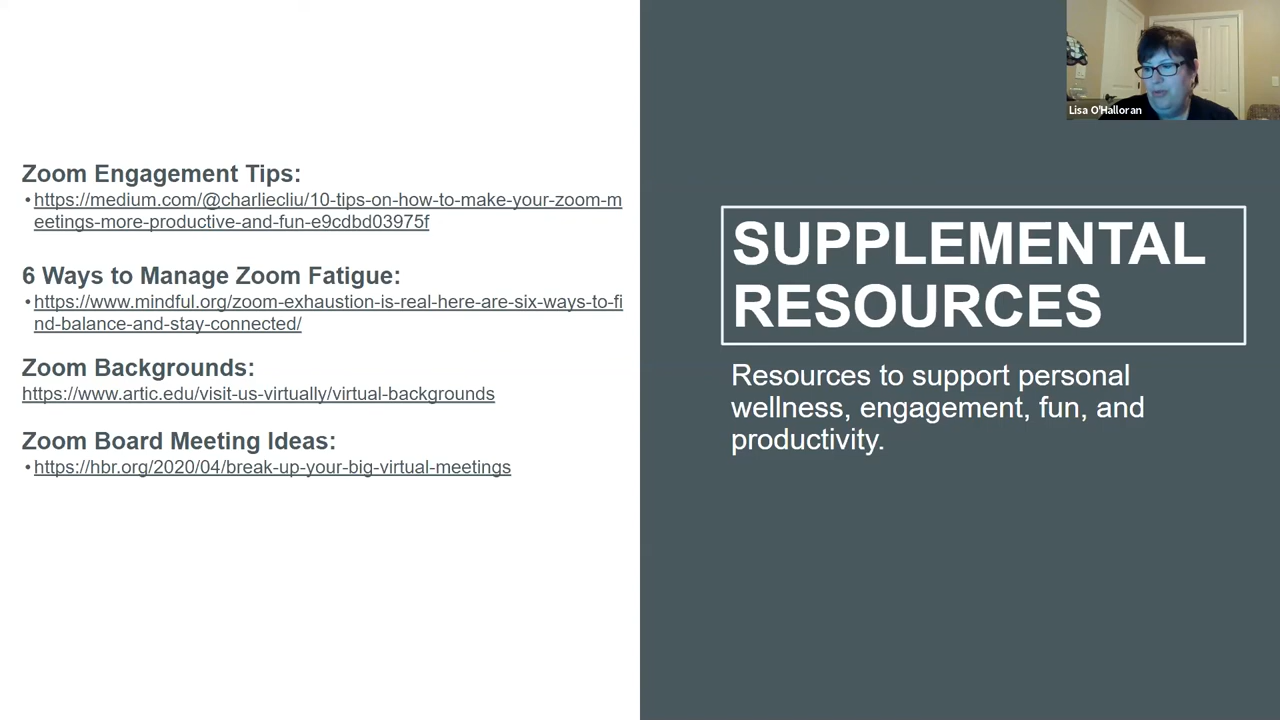 Zoom Engagement Tips:
• https://medium.com/@charliecliu/10-tips-on-how-to-make-your-zoom-m
eetings-more-productive-and-fun-e9cdbd03975f
6 Ways to Manage Zoom Fatigue:
• https://www.mindful.org/zoom-exhaustion-is-real-here-are-six-ways-to-fi
nd-balance-and-stay-connected/
Zoom Backgrounds:
https://www.artic.edu/visit-us-virtually/virtual-backgrounds
Zoom Board Meeting Ideas:
• https://hbr.org/2020/04/break-up-your-big-virtual-meetings
Lisa O'Halloran
SUPPLEMENTAL
RESOURCES
Resources to support personal
wellness, engagement, fun, and
productivity.